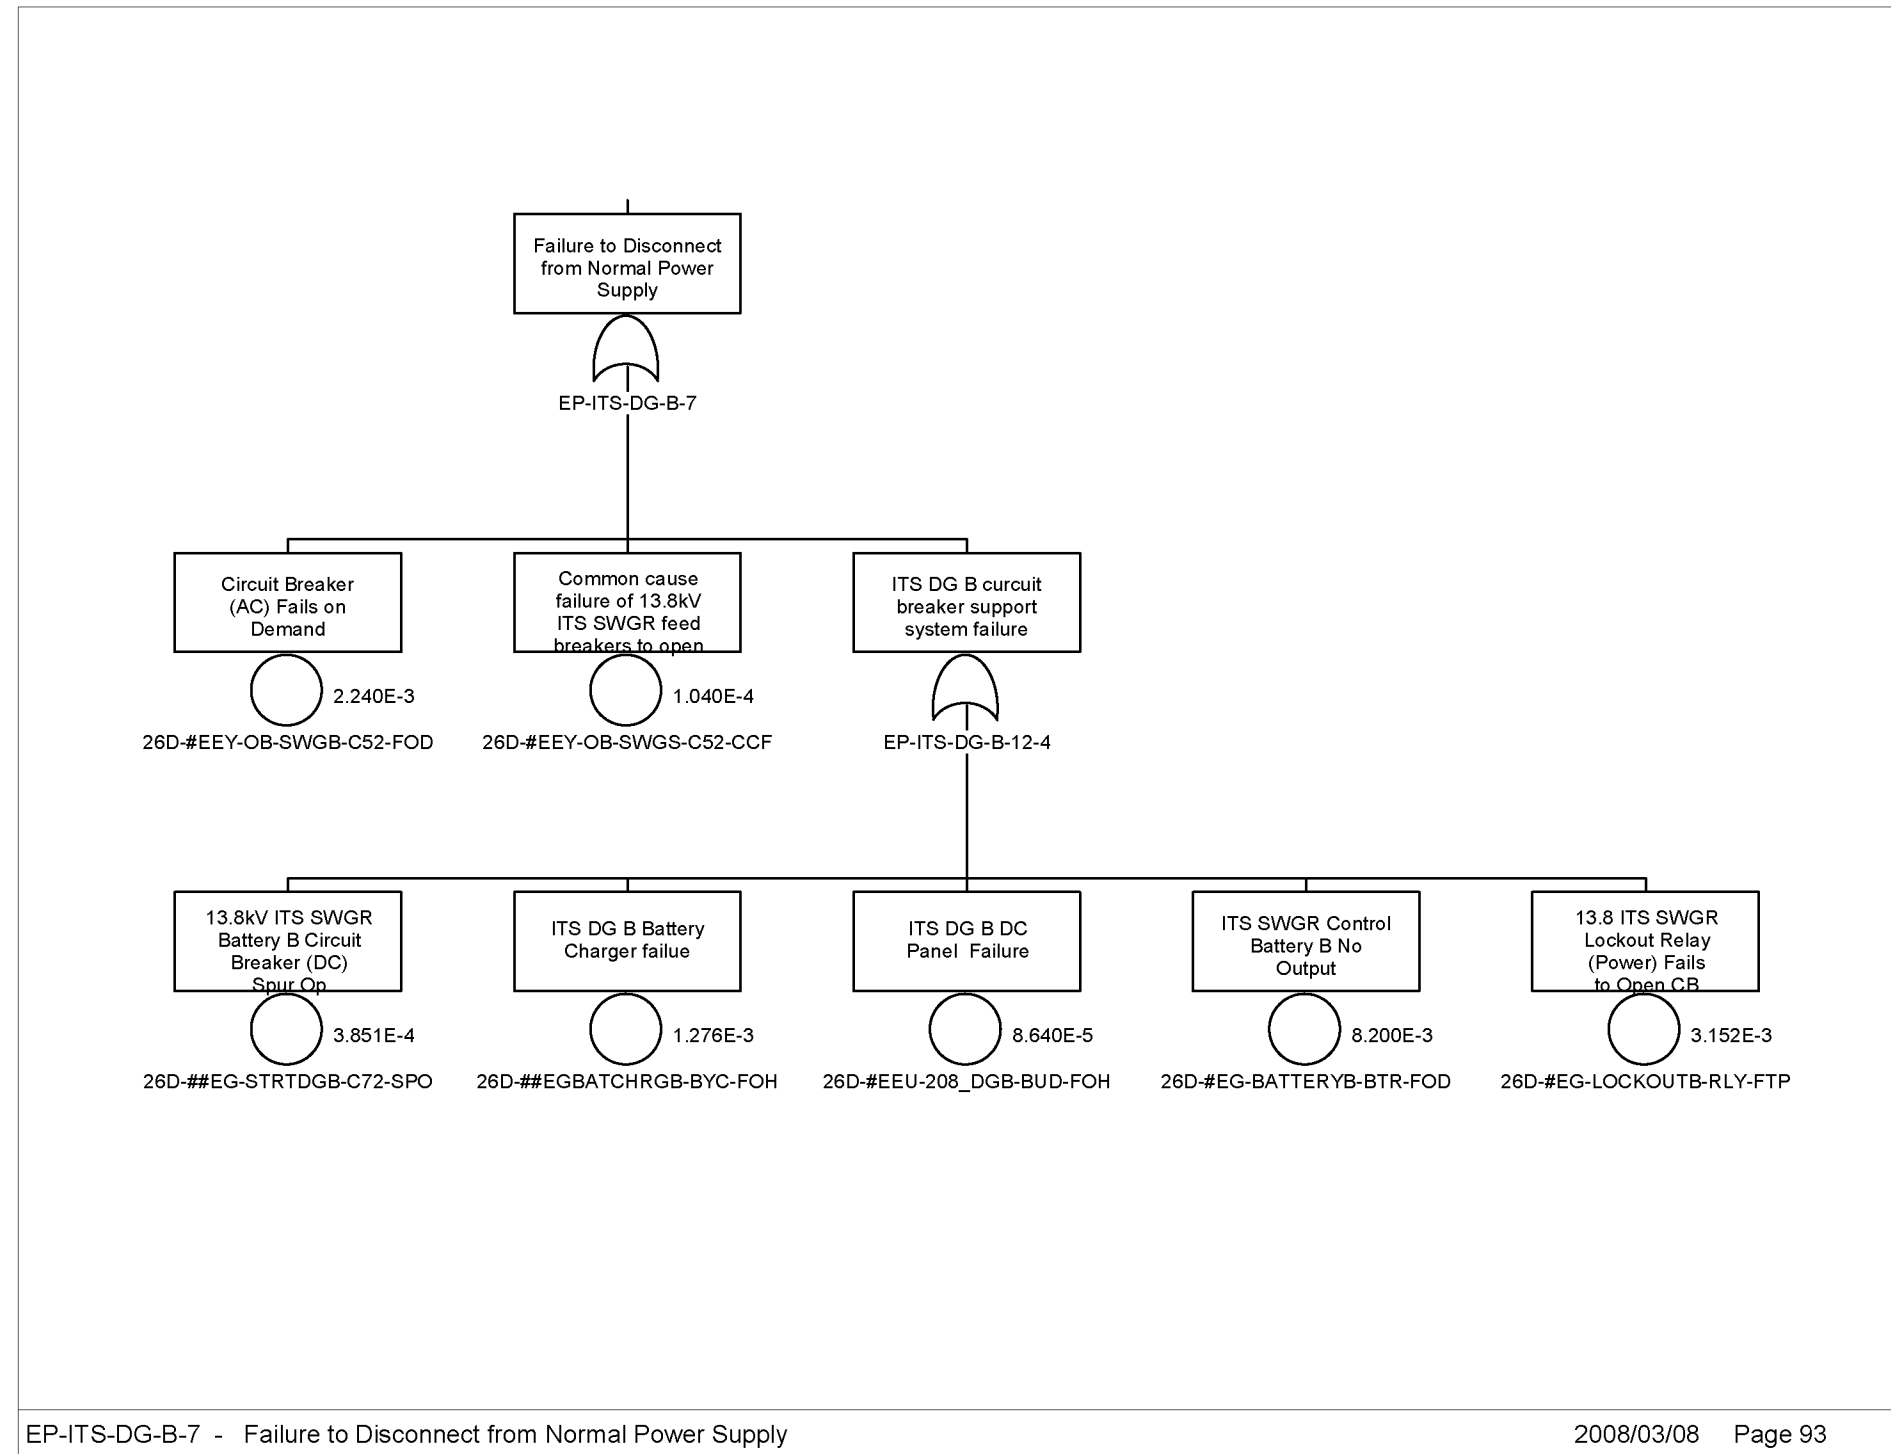 Failure to Disconnect
from Normal Power
Supply
EP-ITS-DG-B-7
Circuit Breaker
(AC) Fails on
Demand
2.240E-3
26D-#EEY-OB-SWGB-C52-FOD
Common cause
failure of 13.8kV
ITS SWGR feed
breakers to open
1.040E-4
26D-#EEY-OB-SWGS-C52-CCF
ITS DG B curcuit
breaker support
system failure
EP-ITS-DG-B-12-4
13.8kV ITS SWGR
Battery B Circuit
Breaker (DC)
Spur Op
3.851E-4
26D-##EG-STRTDGB-C72-SPO
ITS DG B Battery
Charger failue
1.276E-3
26D-##EGBATCHRGB-BYC-FOH
ITS DG B DC
Panel  Failure
8.640E-5
26D-#EEU-208_DGB-BUD-FOH
ITS SWGR Control
Battery B No
Output
8.200E-3
26D-#EG-BATTERYB-BTR-FOD
13.8 ITS SWGR
Lockout Relay
(Power) Fails
to Open CB
3.152E-3
26D-#EG-LOCKOUTB-RLY-FTP
EP-ITS-DG-B-7 - Failure to Disconnect from Normal Power Supply
2008/03/08 Page 93